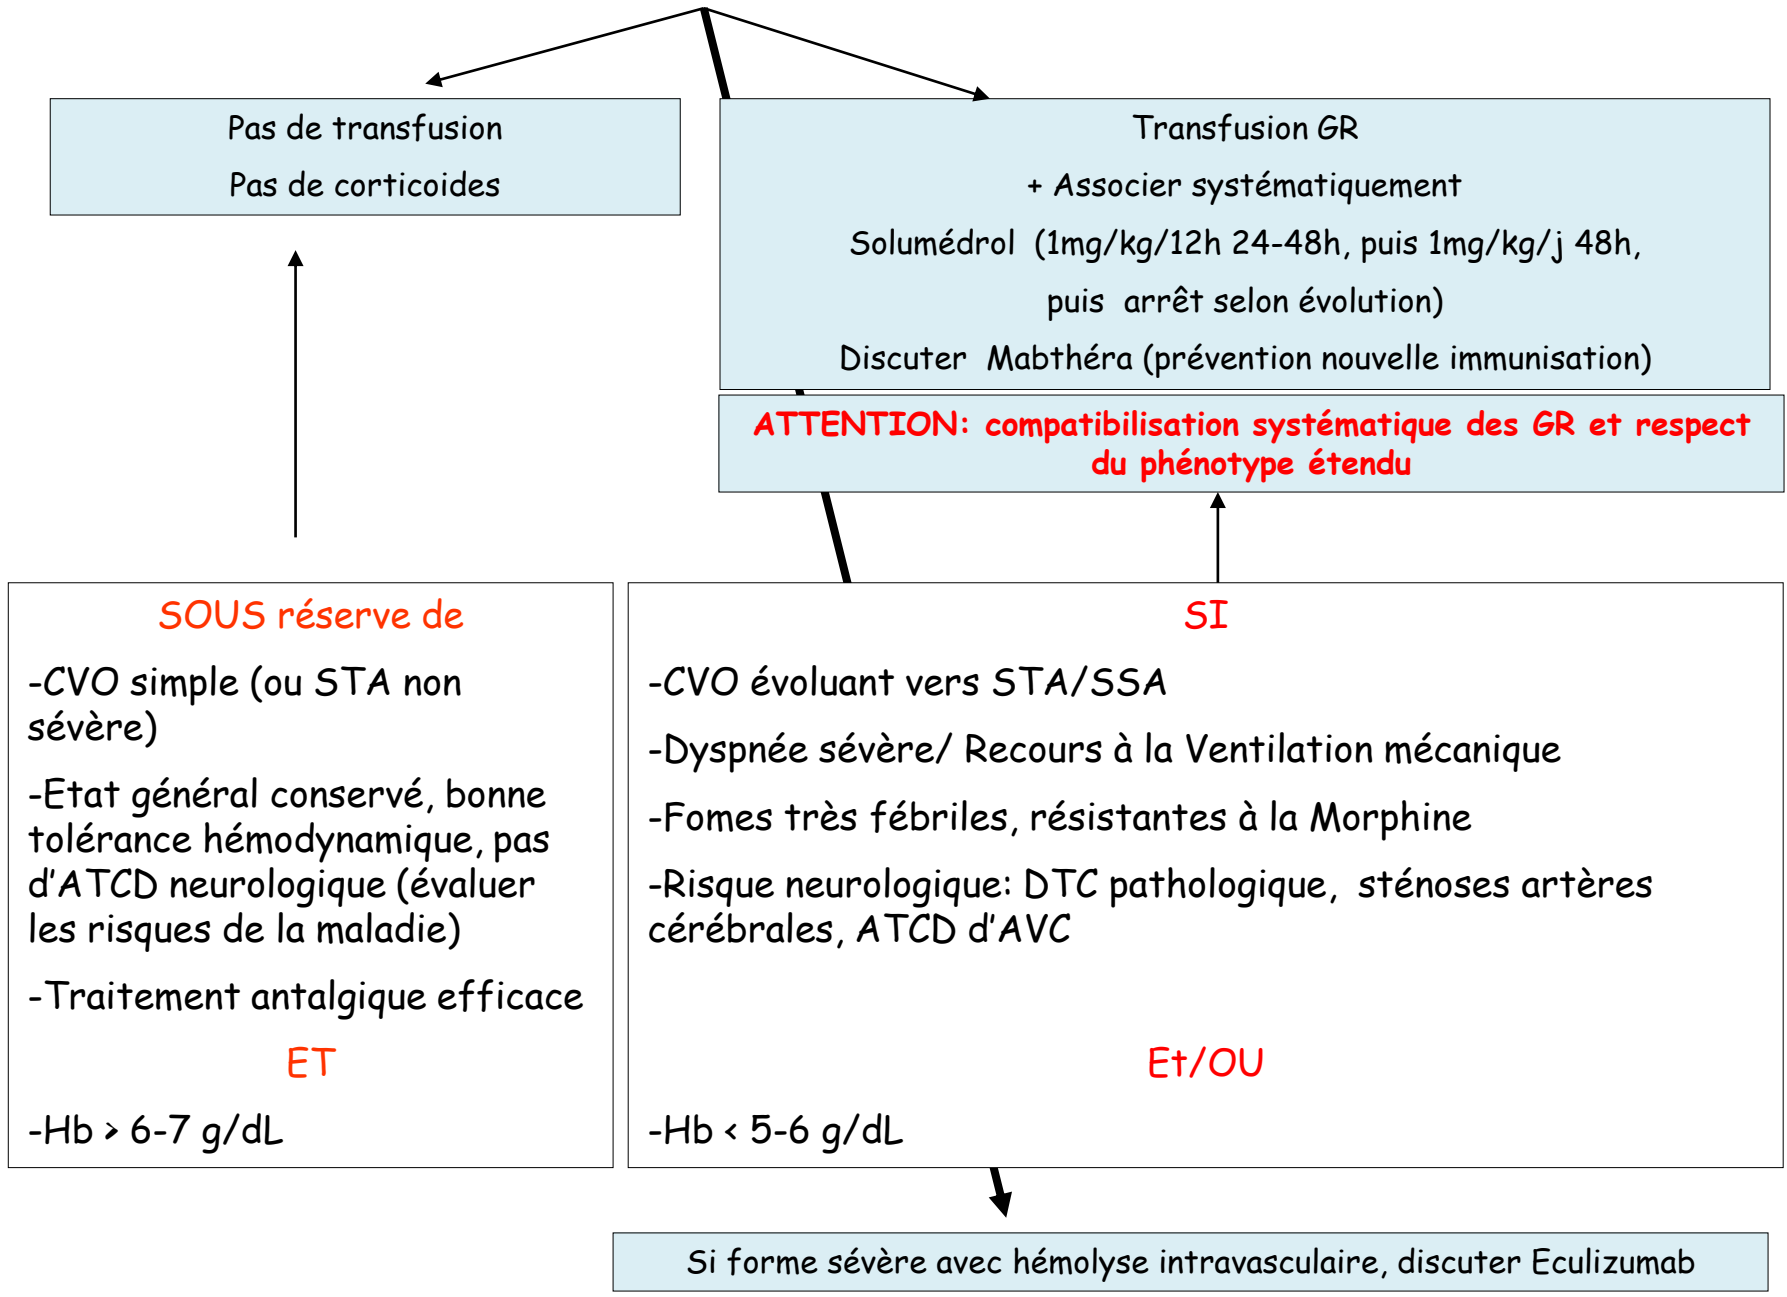 Pas de transfusion
Pas de corticoides
Transfusion GR
+ Associer systématiquement
Solumédrol (1mg/kg/12h 24-48h, puis 1mg/kg/j 48h,
puis arrêt selon évolution)
Discuter Mabthéra (prévention nouvelle immunisation)
ATTENTION: compatibilisation systématique des GR et respect
du phénotype étendu
SOUS réserve de
-CVO simple (ou STA non
sévère)
-Etat général conservé, bonne
tolérance hémodynamique, pas
d'ATCD neurologique (évaluer
les risques de la maladie)
-Traitement antalgique efficace
ET
-Hb > 6-7 g/dL
SI
-CVO évoluant vers STA/SSA
-Dyspnée sévère/ Recours à la Ventilation mécanique
-Fomes très fébriles, résistantes à la Morphine
-Risque neurologique: DTC pathologique, sténoses artères
cérébrales, ATCD d'AVC
Et/OU
-Hb < 5-6 g/dL
Si forme sévère avec hémolyse intravasculaire, discuter Eculizumab